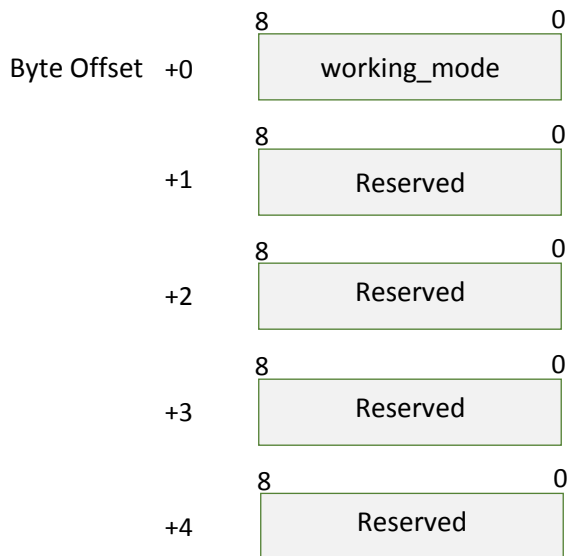 8 0
Byte Offset +0 working_mode
8 0
+1 Reserved
8 0
+2 Reserved
8 0
+3 Reserved
8 0
+4 Reserved